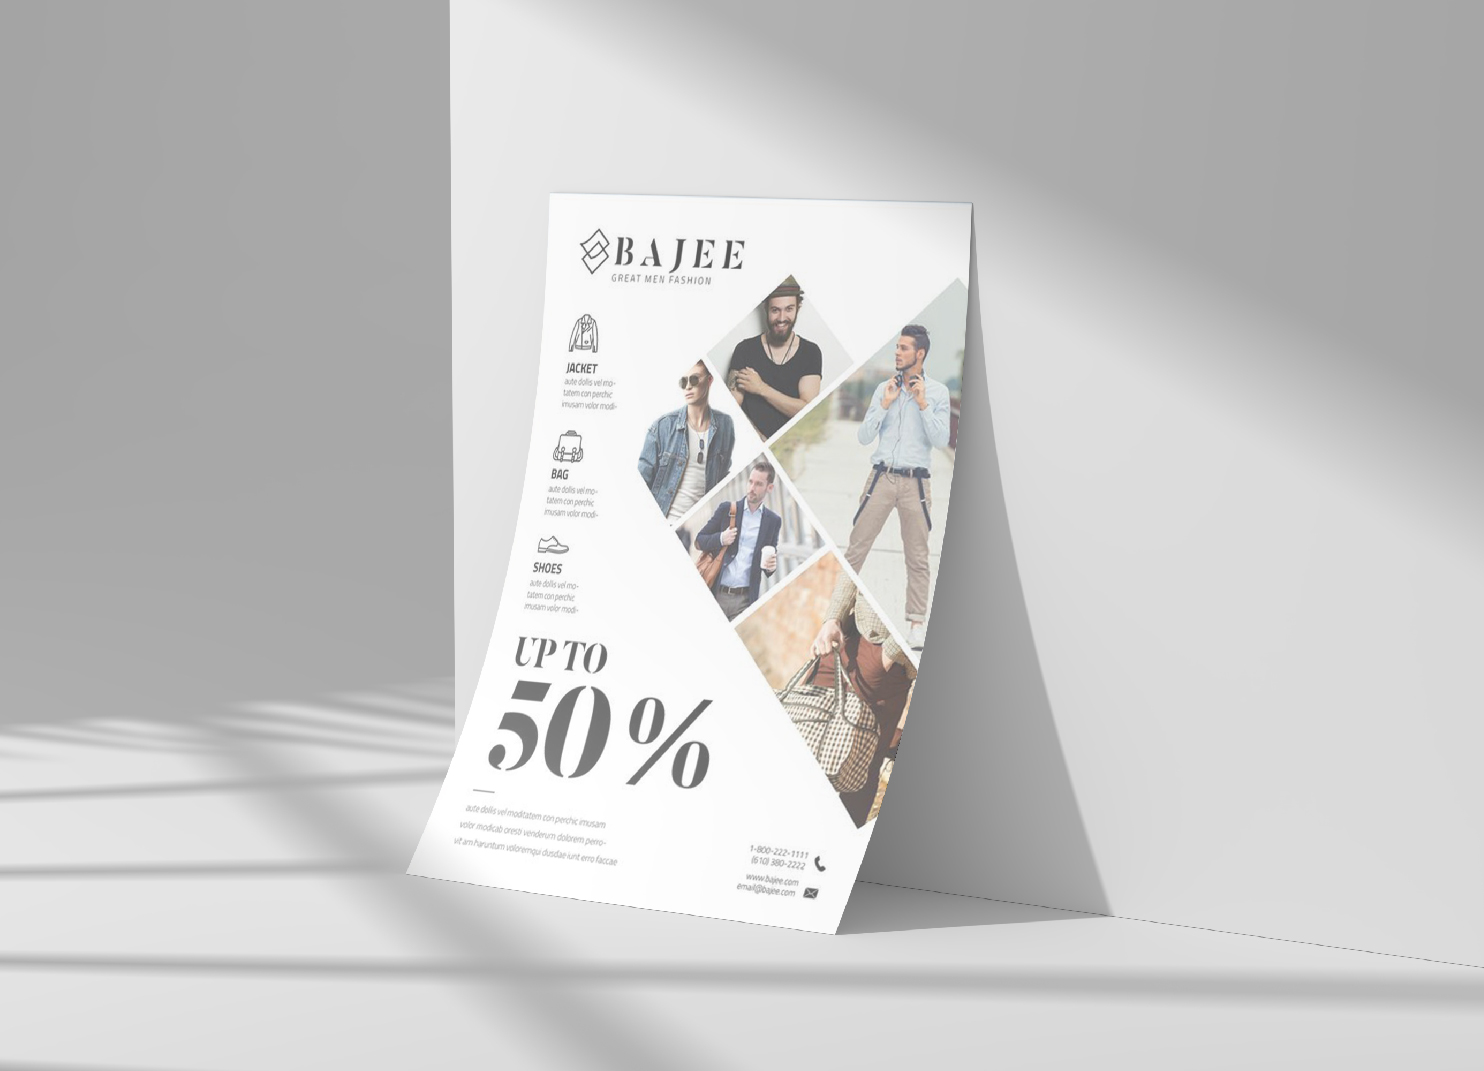 BAJEE
GREAT MEN FASHION
JACKET
aute dollis vel mo-
tatem con perchic
imusam volor modi-
BAG
aute dollis vel mo-
tatem con perchic
imusam volor modi-
SHOES
aute dollis vel mo-
tatem con perchic
imusam volor modi-
UP TO
50 %
aute dollis vel moditatem con perchic imusam
volor modicab oresti venderum dolorem perro-
vit am haruntum voloremqui dusdae iunt erro faccae
1-800-222-1111
(610) 380-2222
www.bajee.com
email@bajee.com